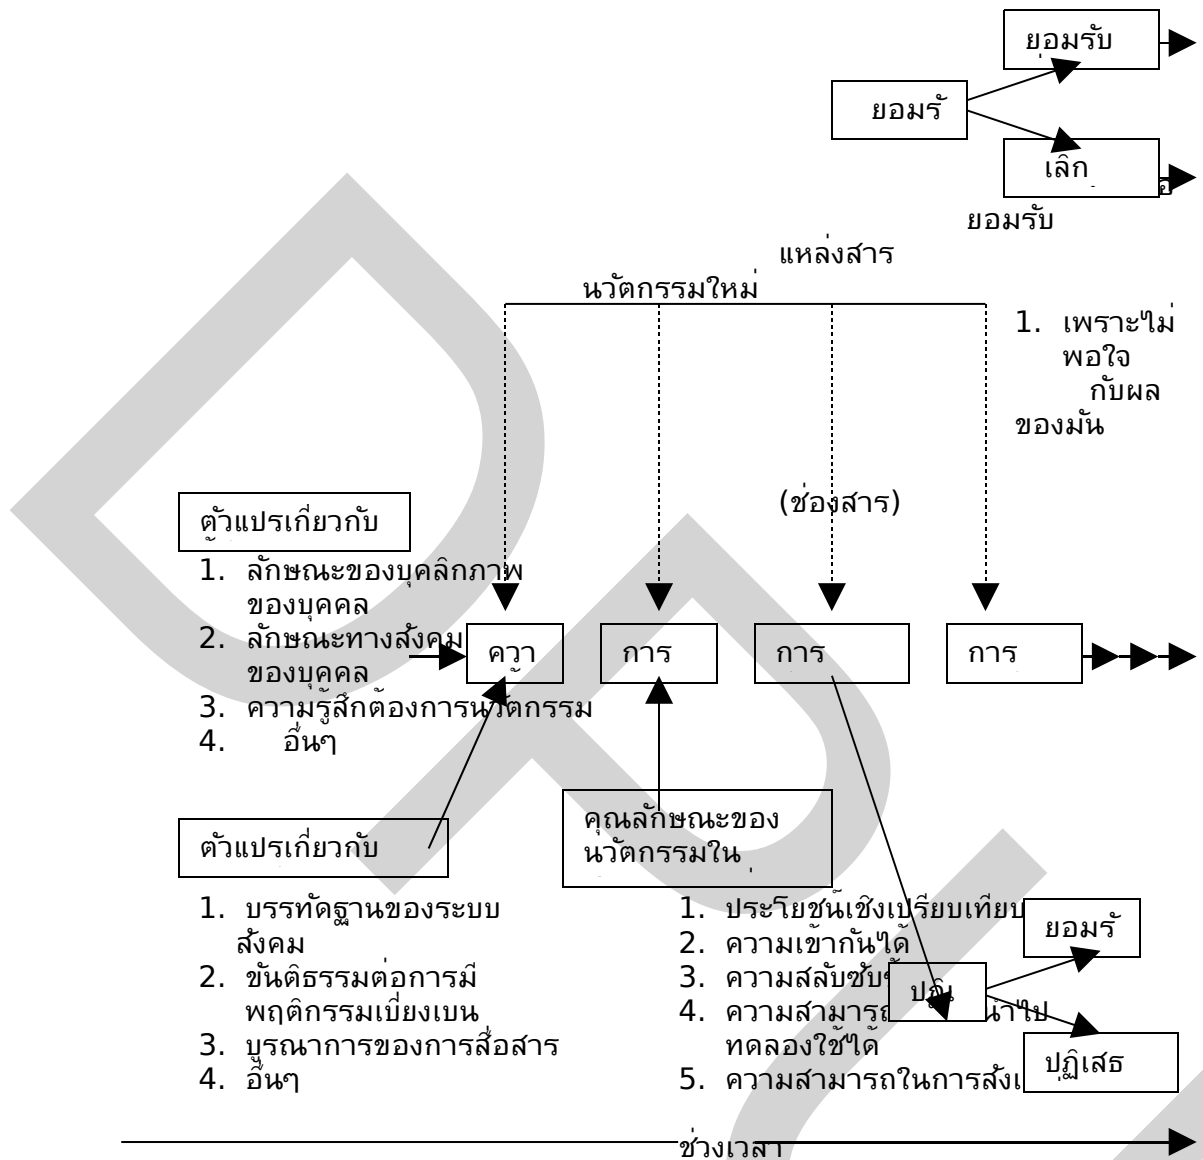 ยอมรับ
ยอมรั
เลิก
ยอมรับ
แหล่งสาร
นวัตกรรมใหม่
1. เพราะไม่
พอใจ
กับผล
ของมัน
(ช่องสาร)
ตัวแปรเกี่ยวกับ
1. ลักษณะของบุคลิกภาพ
ของบุคคล
2. ลักษณะทางสังคม
ของบุคคล
3. ความรู้สึกต้องการนวัตกรรม
4. อื่นๆ
ควา
การ
การ
การ
ตัวแปรเกี่ยวกับ
คุณลักษณะของ
นวัตกรรมใน
1. บรรทัดฐานของระบบ
สังคม
2. ขันติธรรมต่อการมี
พฤติกรรมเบี่ยงเบน
3. บูรณาการของการสื่อสาร
4. อื่นๆ
1. ประโยชน์เชิงเปรียบเทียบ
2. ความเข้ากันได้
3. ความสลับซับ
4. ความสามารถ นำไป
ทดลองใช้ได้
5. ความสามารถในการสังเ
ยอมรั
ปฏิเ
ปฏิเสธ
ช่วงเวลา